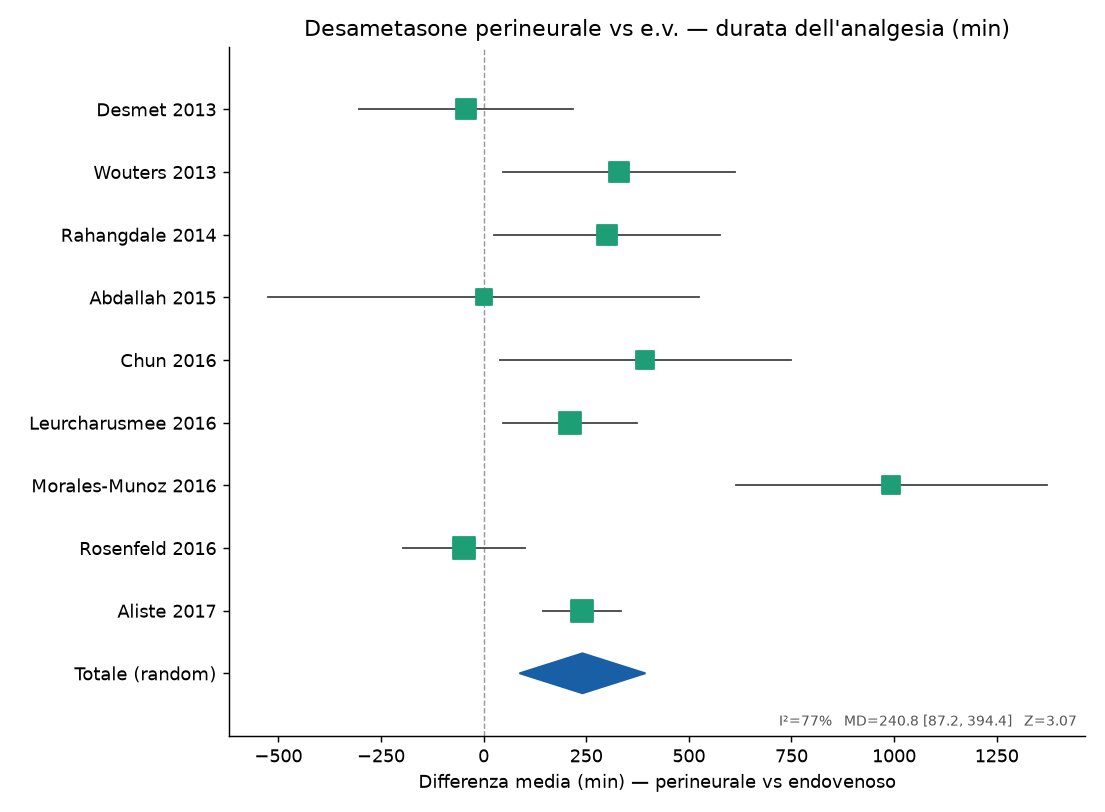 Desametasone perineurale vs e.v. — durata dell'analgesia (min)
Desmet 2013
Wouters 2013
Rahangdale 2014
Abdallah 2015
Chun 2016
Leurcharusmee 2016
Morales-Munoz 2016
Rosenfeld 2016
Aliste 2017
Totale (random)
I²=77% MD=240.8 [87.2, 394.4] Z=3.07
−500 −250 0 250 500 750 1000 1250
Differenza media (min) — perineurale vs endovenoso